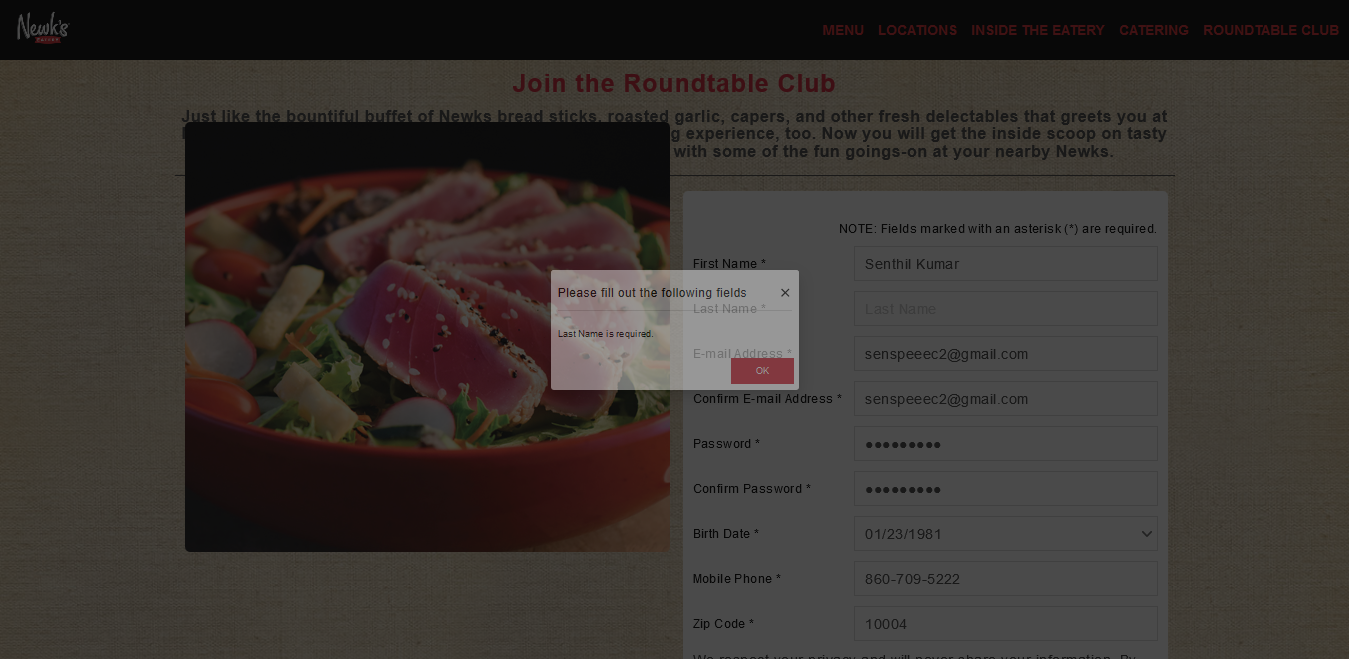 Newk's
EATERY
MENU LOCATIONS INSIDE THE EATERY CATERING ROUNDTABLE CLUB
Join the Roundtable Club
Just like the bountiful buffet of Newks bread sticks, roasted garlic, capers, and other fresh delectables that greets you at
experience, too. Now you will get the inside scoop on tasty
with some of the fun goings-on at your nearby Newks.
NOTE: Fields marked with an asterisk (*) are required.
First Name * Senthil Kumar
Please fill out the following fields ×
Last Name * Last Name
Last Name is required.
E-mail Address * senspeeec2@gmail.com
OK
Confirm E-mail Address * senspeeec2@gmail.com
Password * ●●●●●●●●●
Confirm Password * ●●●●●●●●●
Birth Date * 01/23/1981
Mobile Phone * 860-709-5222
Zip Code * 10004
We respect your privacy and will never share your information. By